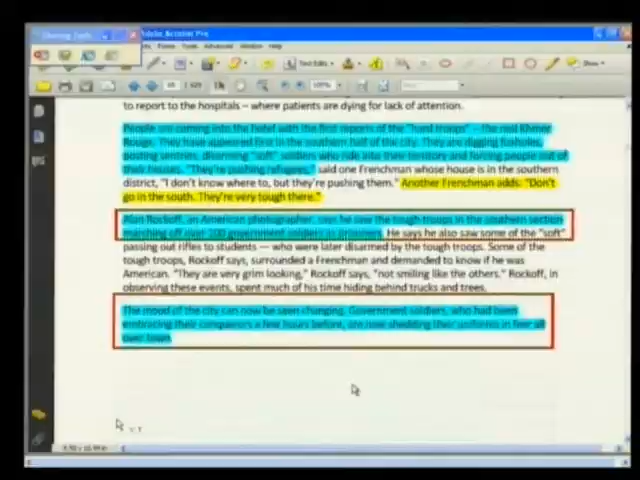 Adobe Acrobat Pro
Tools Advanced Window Help
to report to the hospitals -- where patients are dying for lack of attention.
People are coming into the hotel with the first reports of the "hard troops" -- the real Khmer
Rouge. They have appeared first in the southern half of the city. They are digging foxholes,
posting sentries, disarming "soft" soldiers who ride into their territory and forcing people out of
their houses. "They're pushing refugees," said one Frenchman whose house is in the southern
district, "I don't know where to, but they're pushing them." Another Frenchman adds: "Don't
go in the south. They're very tough there."
Alan Rockoff, an American photographer, says he saw the tough troops in the southern section
marching off over 100 government soldiers as prisoners. He says he also saw some of the "soft"
passing out rifles to students -- who were later disarmed by the tough troops. Some of the
tough troops, Rockoff says, surrounded a Frenchman and demanded to know if he was
American. "They are very grim looking," Rockoff says, "not smiling like the others." Rockoff, in
observing these events, spent much of his time hiding behind trucks and trees.
The mood of the city can now be seen changing. Government soldiers, who had been
embracing their conquerors a few hours before, are now shedding their uniforms in fear all
over town.